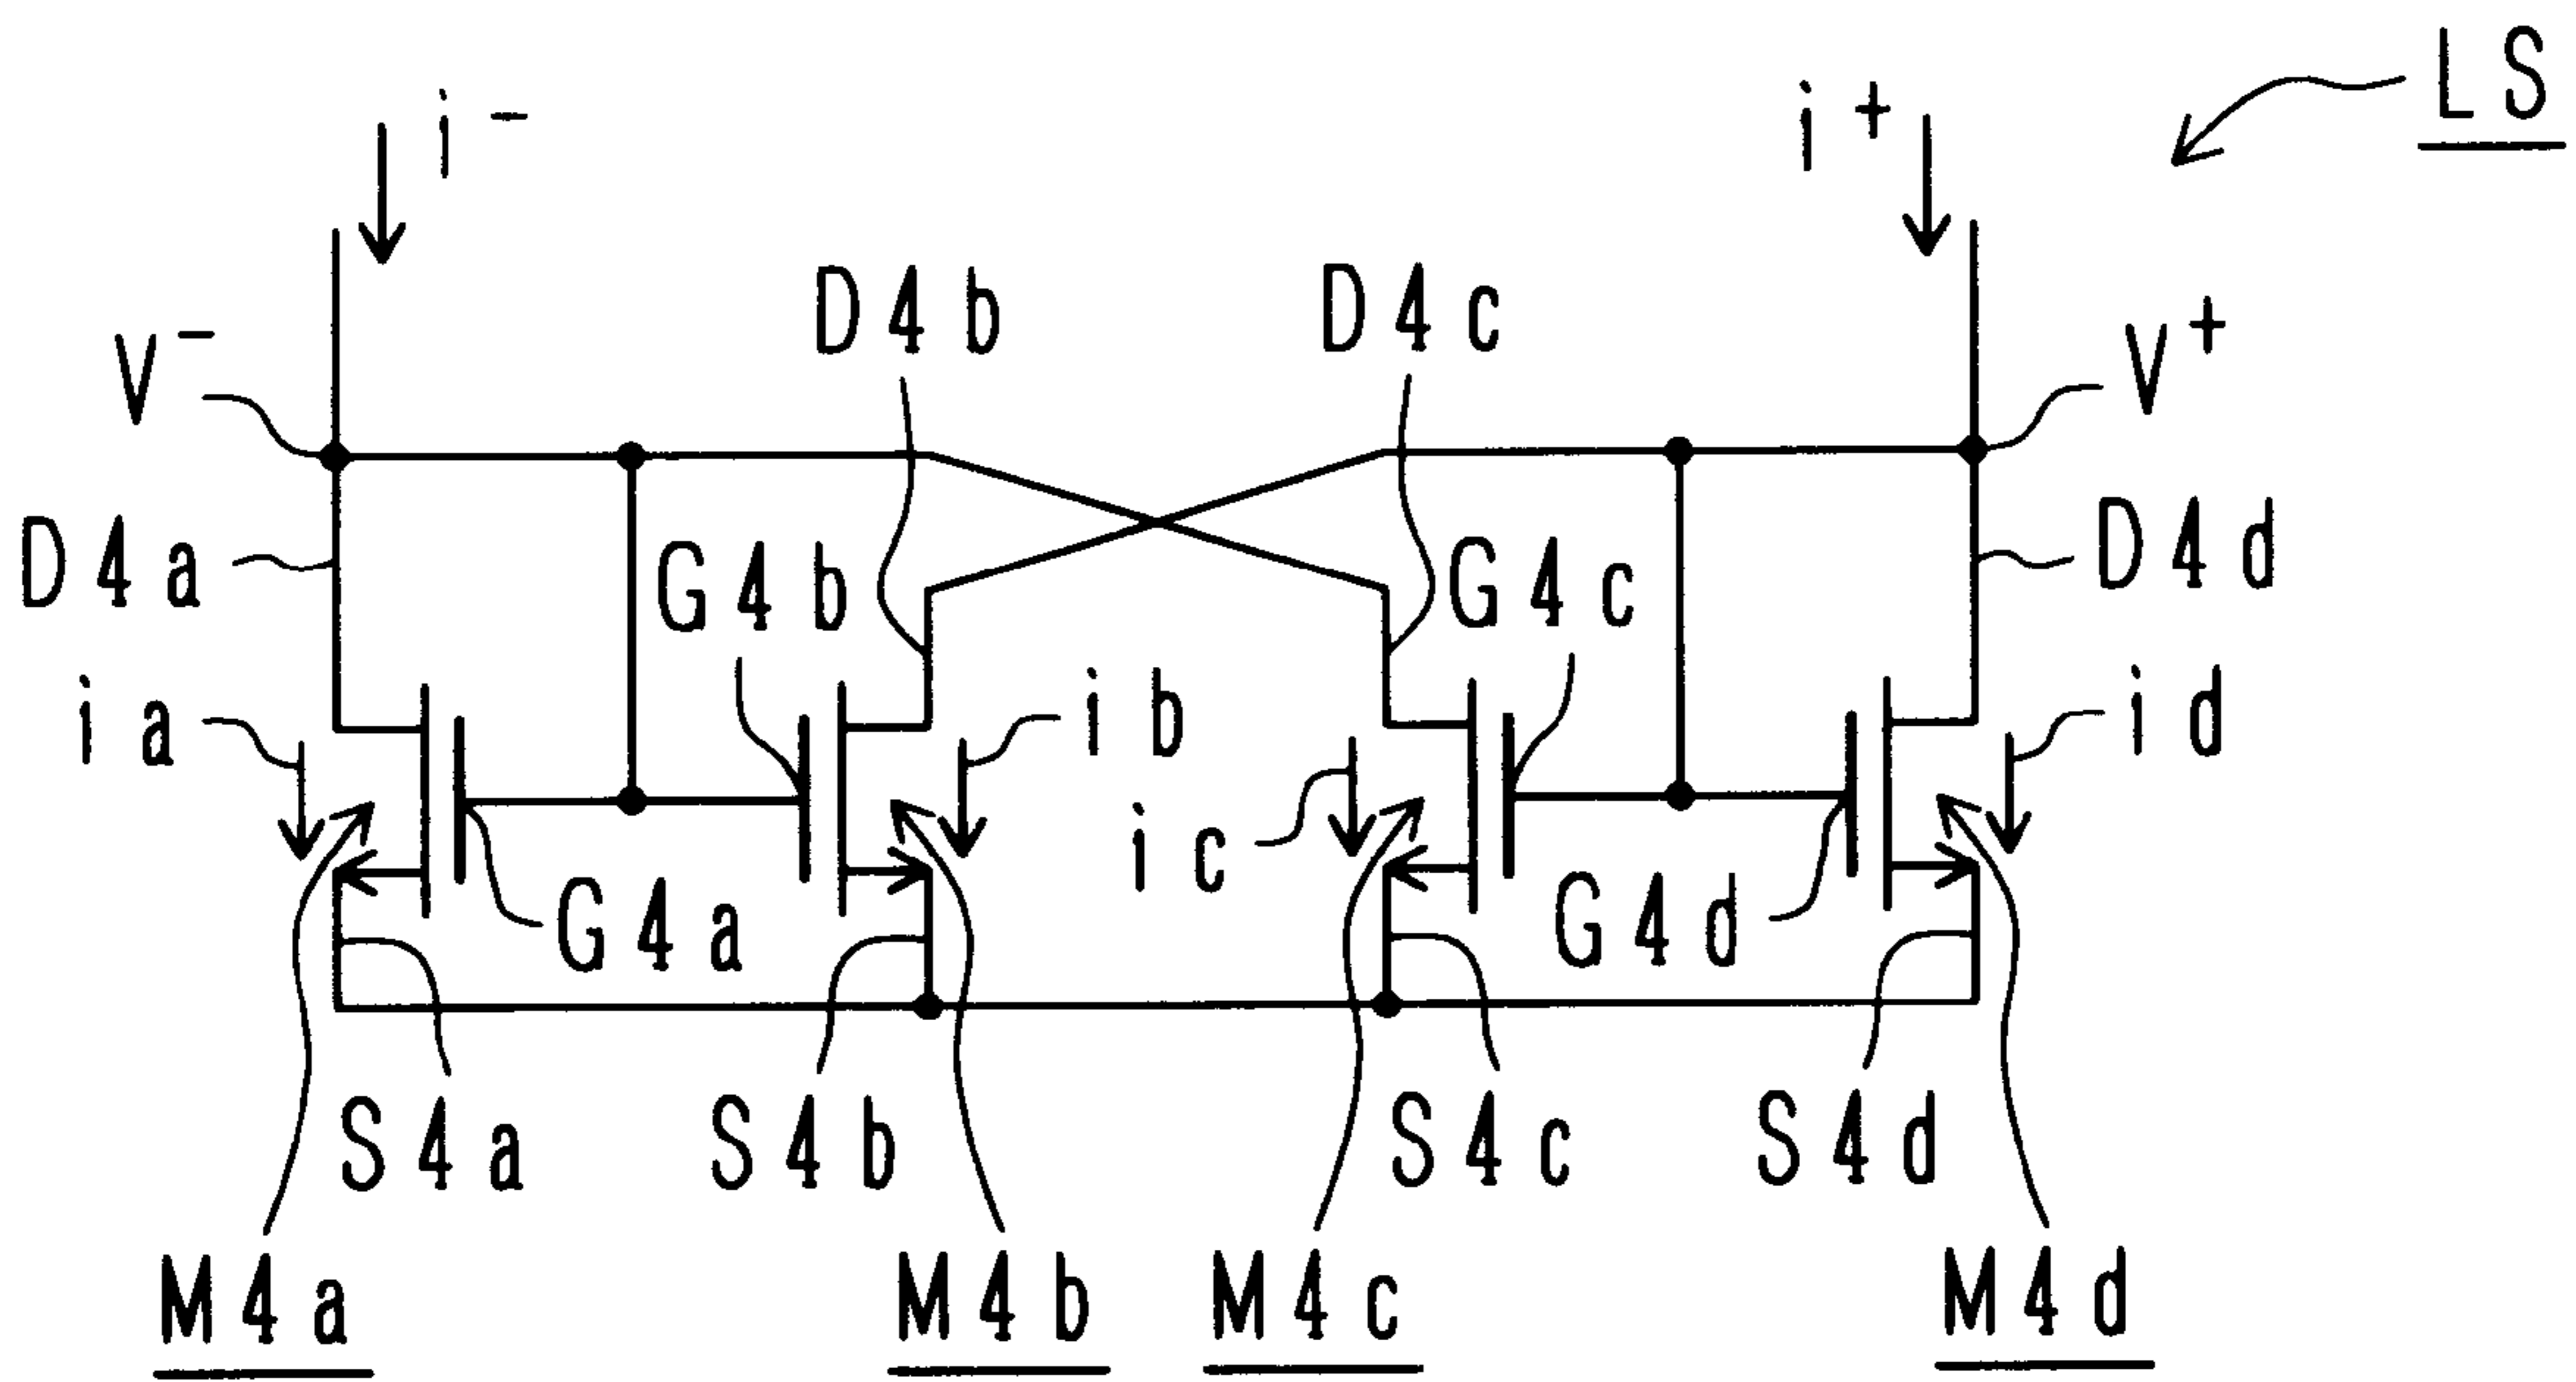 i⁻ i⁺ LS
D4b D4c
V⁻ V⁺
D4a G4b G4c D4d
ia ib id
ic
G4a G4d
S4a S4b S4c S4d
M4a M4b M4c M4d